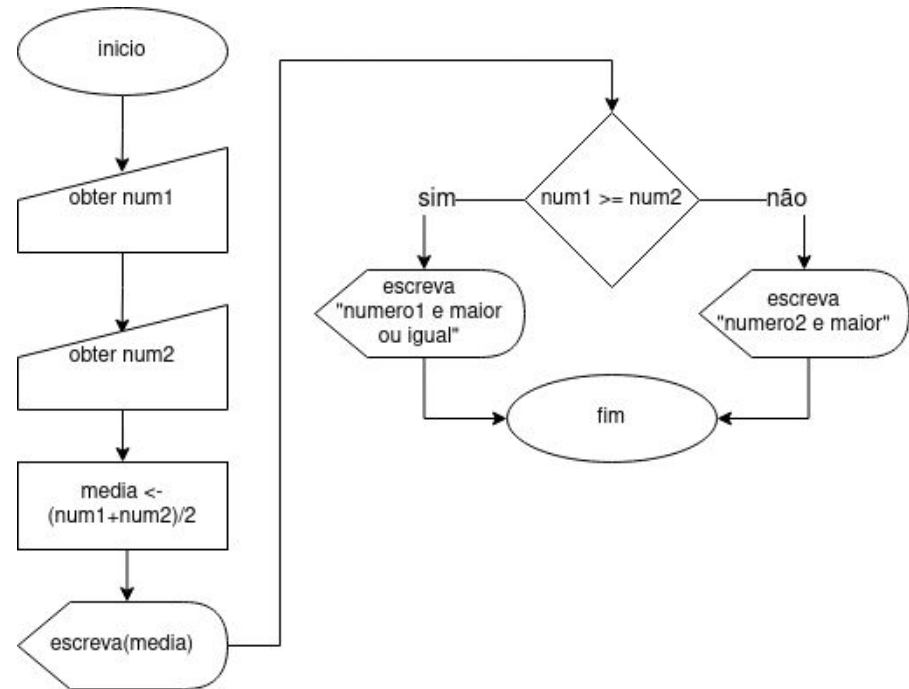 inicio
obter num1
obter num2
media <-
(num1+num2)/2
escreva(media)
num1 >= num2
sim
não
escreva
"numero1 e maior
ou igual"
escreva
"numero2 e maior"
fim